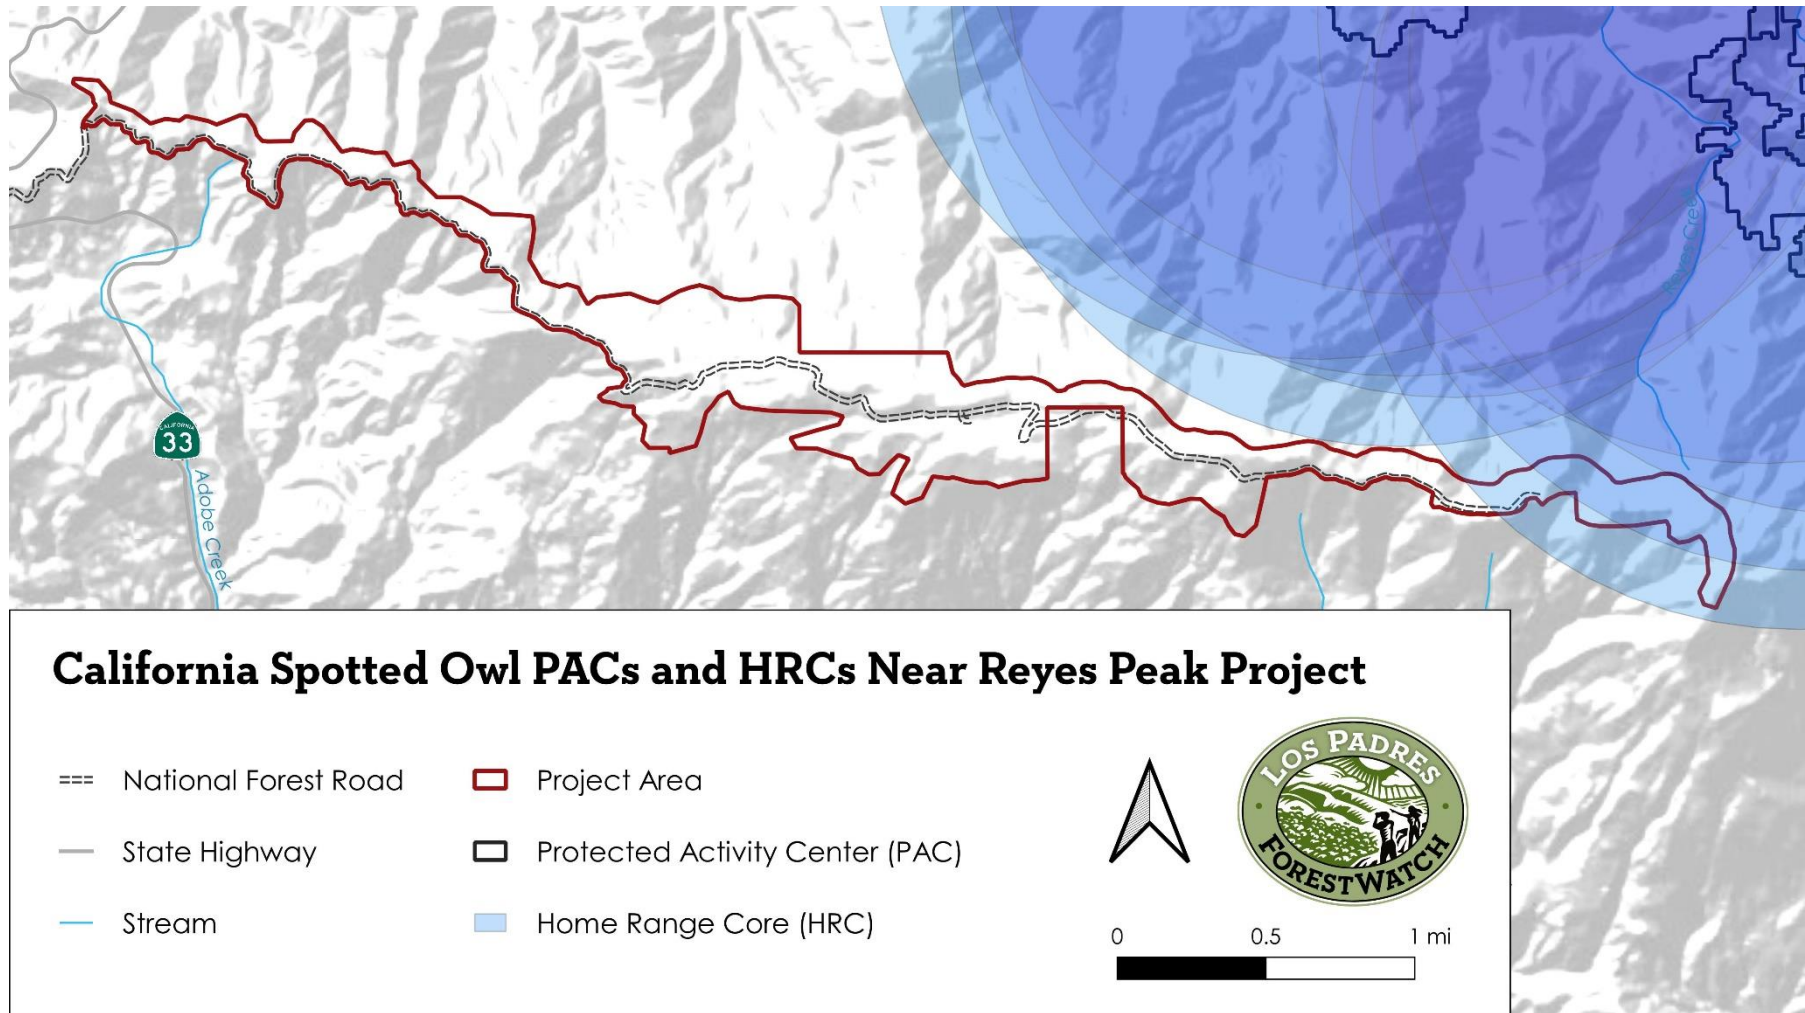 Reyes Creek
CALIFORNIA
33
Adobe Creek
California Spotted Owl PACs and HRCs Near Reyes Peak Project
National Forest Road
State Highway
Stream
Project Area
Protected Activity Center (PAC)
Home Range Core (HRC)
LOS PADRES
FORESTWATCH
0 0.5 1 mi